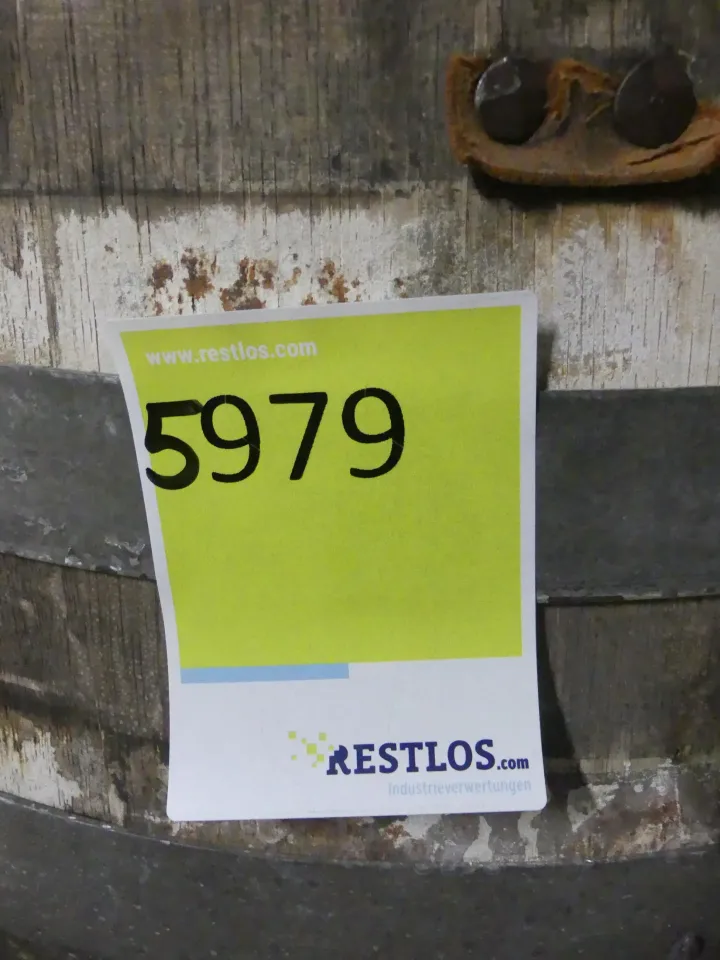 www.restlos.com
5979
RESTLOS.com
Industrieverwertungen